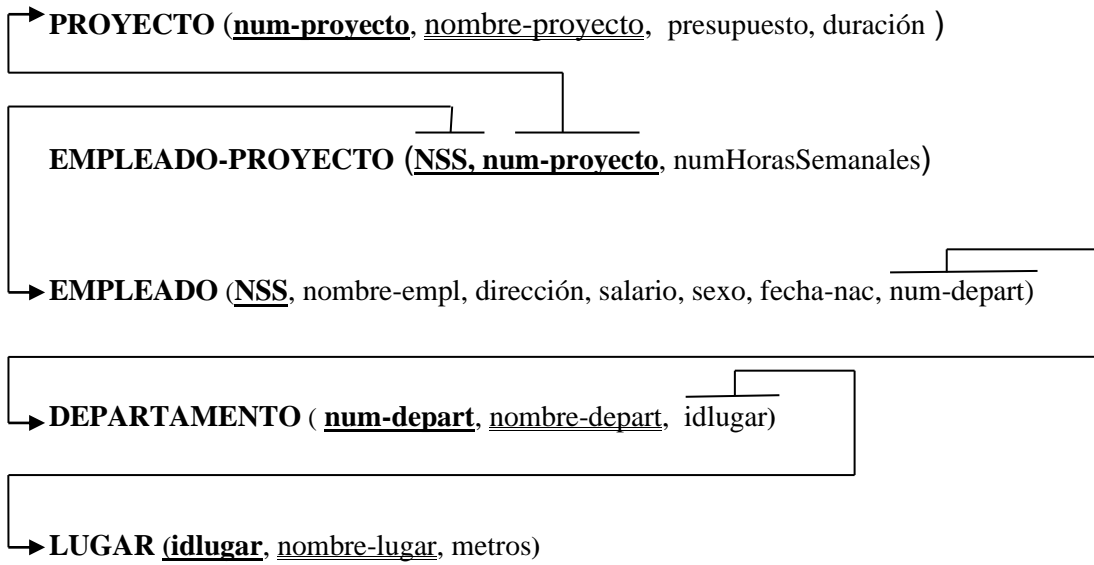 PROYECTO (num-proyecto, nombre-proyecto, presupuesto, duración )
EMPLEADO-PROYECTO (NSS, num-proyecto, numHorasSemanales)
EMPLEADO (NSS, nombre-empl, dirección, salario, sexo, fecha-nac, num-depart)
DEPARTAMENTO ( num-depart, nombre-depart, idlugar)
LUGAR (idlugar, nombre-lugar, metros)